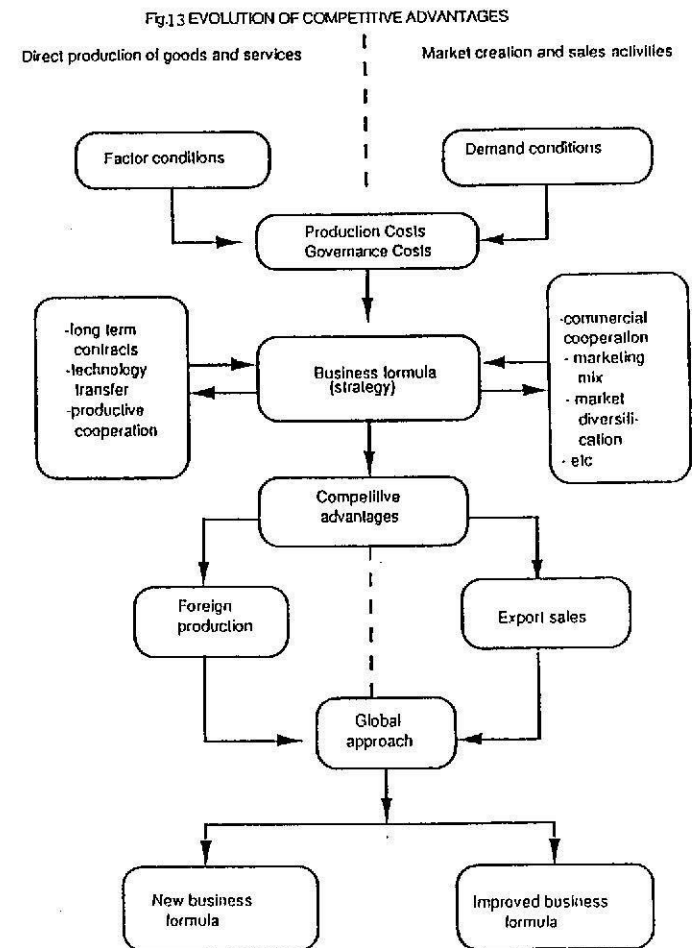 Fig.13 EVOLUTION OF COMPETITIVE ADVANTAGES
Direct production of goods and services
Market creation and sales activities
Factor conditions
Demand conditions
Production Costs
Governance Costs
-long term
contracts
-technology
transfer
-productive
cooperation
Business formula
(strategy)
-commercial
cooperation
- marketing
mix
- market
diversifi-
cation
- etc
Competitive
advantages
Foreign
production
Export sales
Global
approach
New business
formula
Improved business
formula